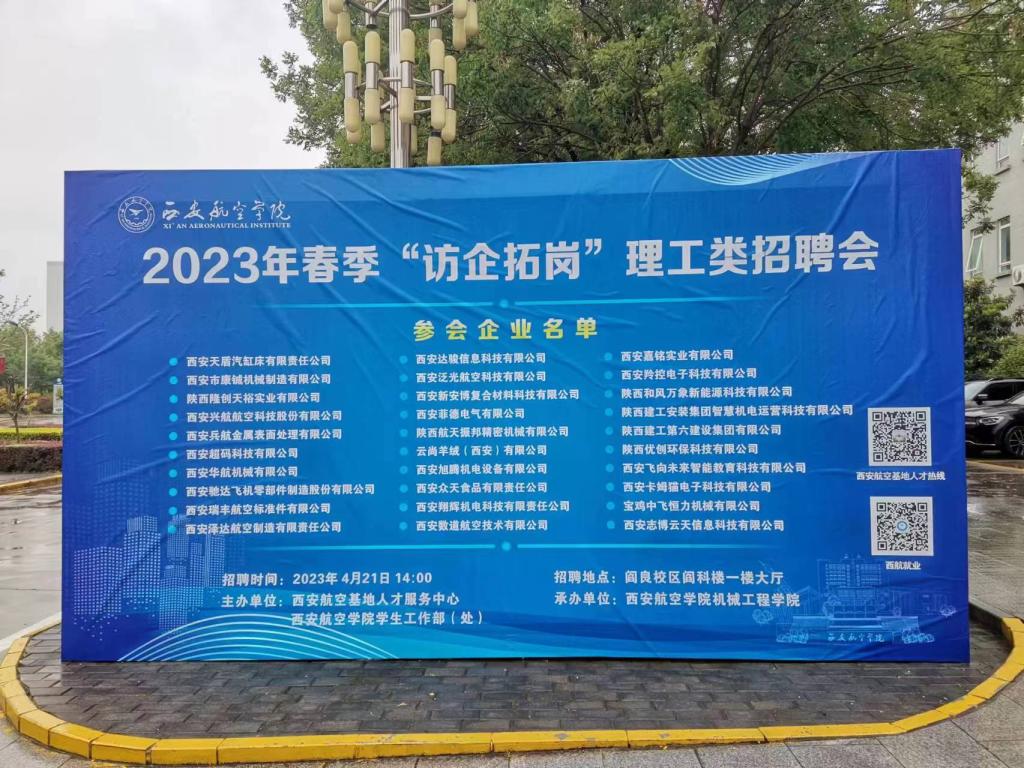 西安航空学院
XI'AN AERONAUTICAL INSTITUTE
2023年春季“访企拓岗”理工类招聘会
参会企业名单
西安天盾汽缸床有限责任公司
西安市康铖机械制造有限公司
陕西隆创天裕实业有限公司
西安兴航航空科技股份有限公司
西安兵航金属表面处理有限公司
西安超码科技有限公司
西安华航机械有限公司
西安驰达飞机零部件制造股份有限公司
西安瑞丰航空标准件有限公司
西安泽达航空制造有限责任公司
西安达骏信息科技有限公司
西安泛光航空科技有限公司
西安新安博复合材料科技有限公司
西安菲德电气有限公司
陕西航天振邦精密机械有限公司
云尚羊绒（西安）有限公司
西安旭腾机电设备有限公司
西安众天食品有限责任公司
西安翔辉机电科技有限责任公司
西安数道航空技术有限公司
西安嘉铭实业有限公司
西安羚控电子科技有限公司
陕西和风万象新能源科技有限公司
陕西建工安装集团智慧机电运营科技有限公司
陕西建工第六建设集团有限公司
陕西优创环保科技有限公司
西安飞向未来智能教育科技有限公司
西安卡姆猫电子科技有限公司
宝鸡中飞恒力机械有限公司
西安志博云天信息科技有限公司
西安航空基地人才热线
西航就业
招聘时间：2023年4月21日 14:00
主办单位：西安航空基地人才服务中心
西安航空学院学生工作部（处）
招聘地点：阎良校区阎科楼一楼大厅
承办单位：西安航空学院机械工程学院
西安航空学院